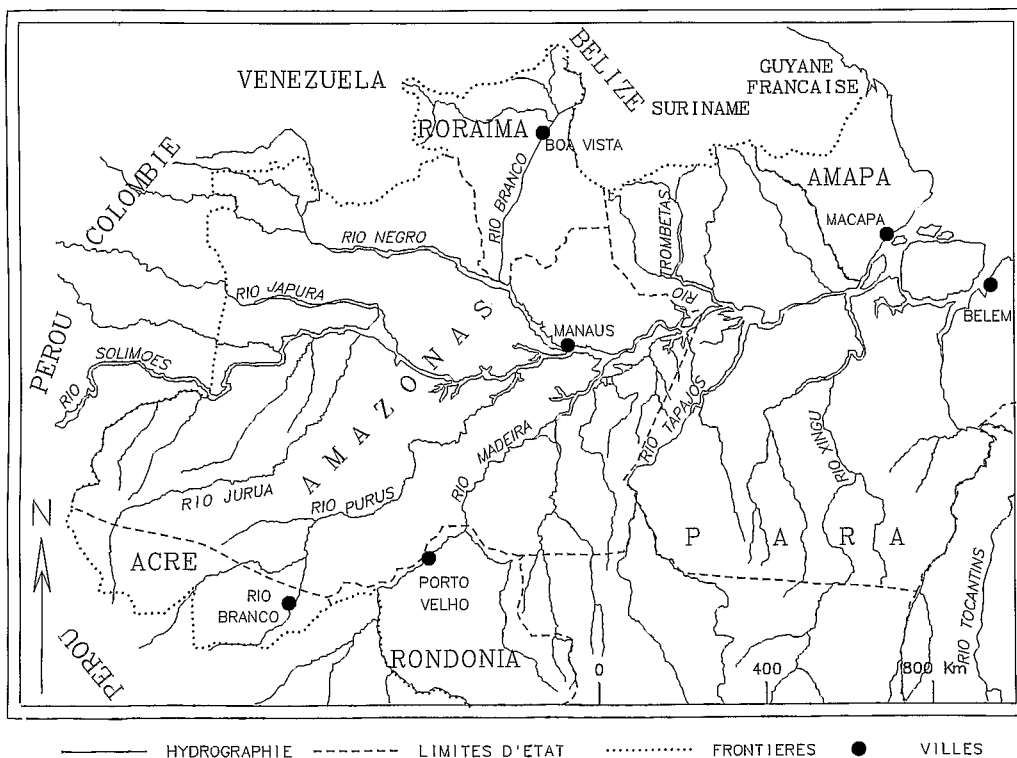 BELIZE
GUYANE
FRANCAISE
VENEZUELA
SURINAME
RORAIMA
BOA VISTA
COLOMBIE
AMAPA
RIO BRANCO
TROMBETAS
MACAPA
RIO NEGRO
RIO JAPURA
RIO
BELEM
PEROU
SOLIMOES
RIO
MANAUS
AMAZONAS
RIO TAPAJOS
MADEIRA
RIO
RIO XINGU
RIO JURUA
RIO PURUS
N
PARA
ACRE
PORTO
VELHO
RIO
BRANCO
RIO TOCANTINS
PEROU
RONDONIA
0 400 800 Km
HYDROGRAPHIE LIMITES D'ETAT FRONTIERES VILLES